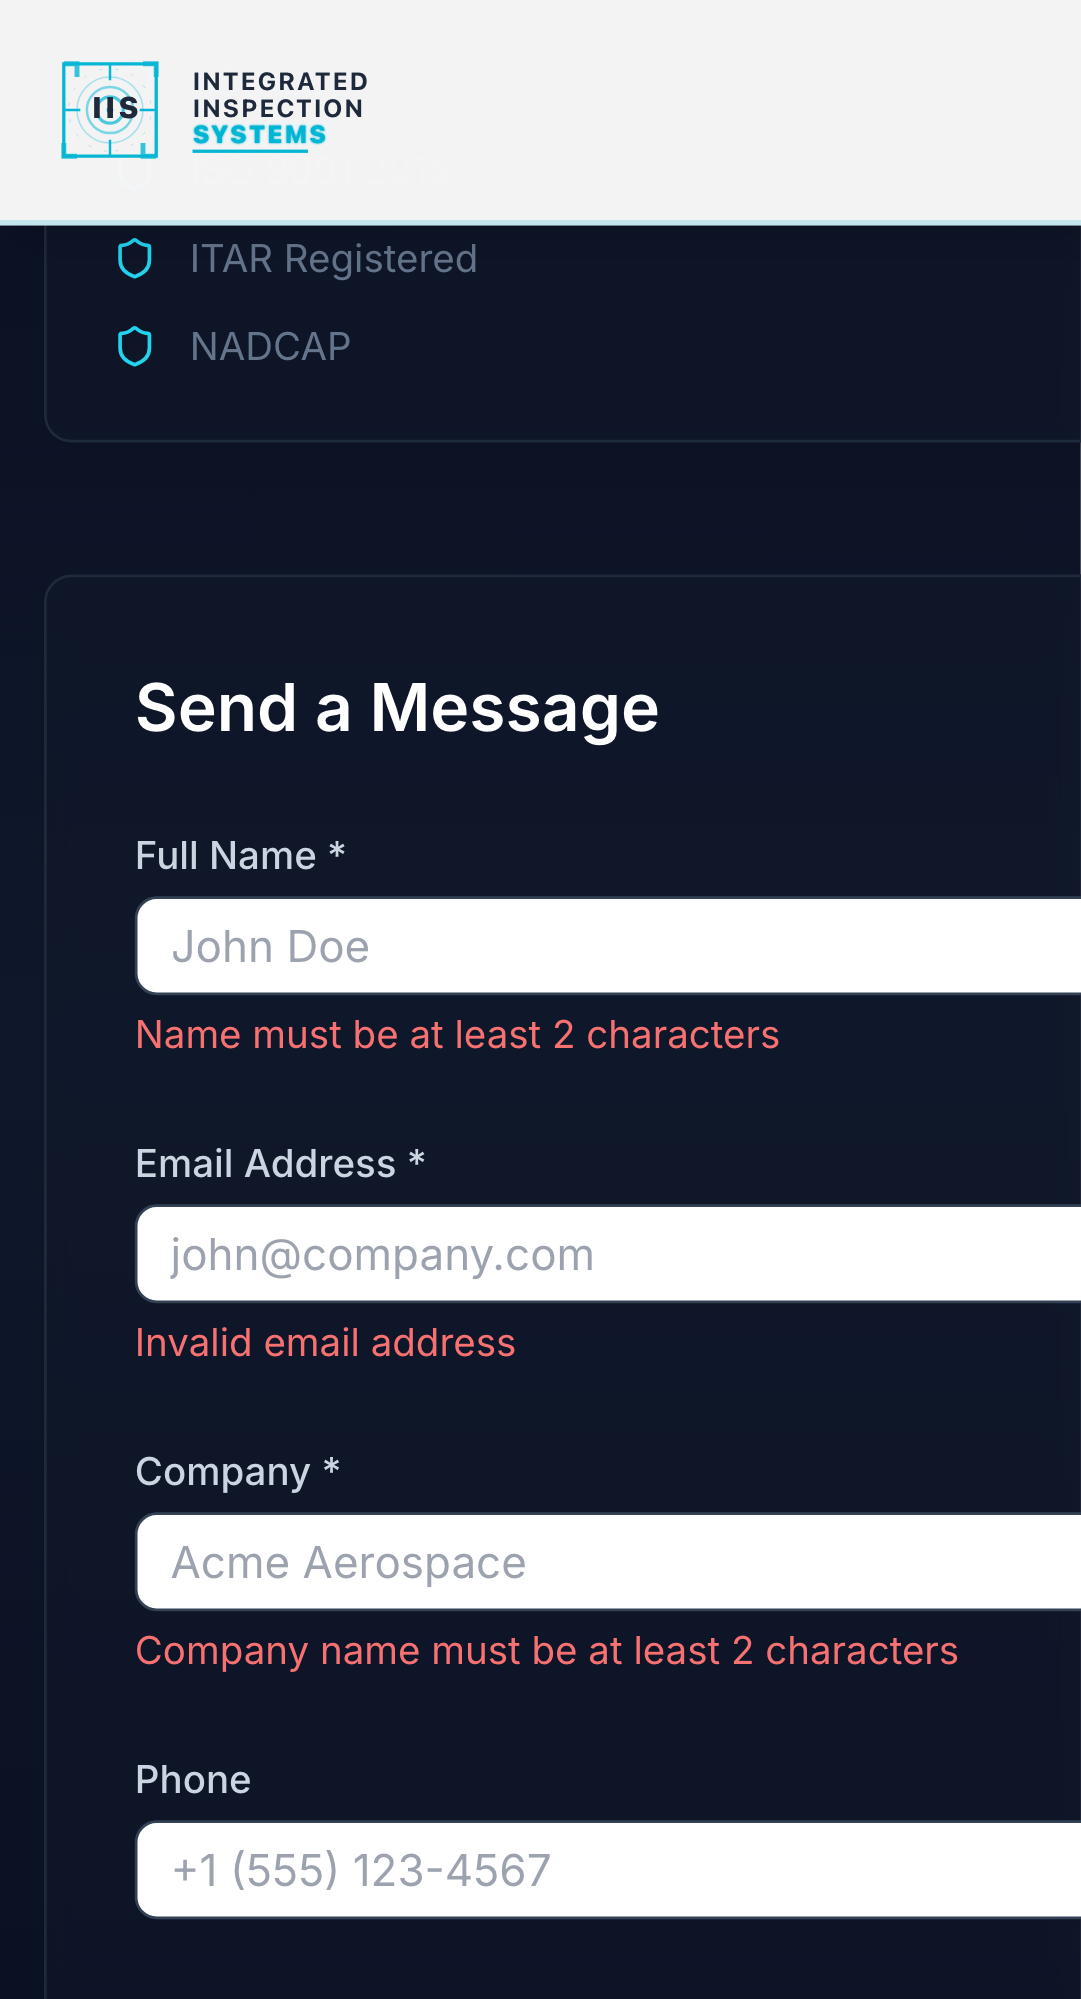 IIS
INTEGRATED
INSPECTION
SYSTEMS
ITAR Registered
NADCAP
Send a Message
Full Name *
John Doe
Name must be at least 2 characters
Email Address *
john@company.com
Invalid email address
Company *
Acme Aerospace
Company name must be at least 2 characters
Phone
+1 (555) 123-4567